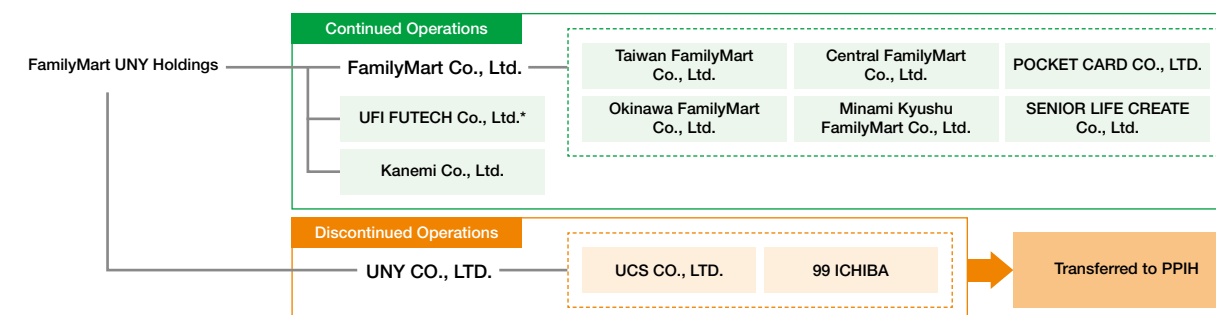 Continued Operations
FamilyMart UNY Holdings
FamilyMart Co., Ltd.
Taiwan FamilyMart
Co., Ltd.
Central FamilyMart
Co., Ltd.
POCKET CARD CO., LTD.
UFI FUTECH Co., Ltd.*
Okinawa FamilyMart
Co., Ltd.
Minami Kyushu
FamilyMart Co., Ltd.
SENIOR LIFE CREATE
Co., Ltd.
Kanemi Co., Ltd.
Discontinued Operations
UNY CO., LTD.
UCS CO., LTD.
99 ICHIBA
Transferred to PPIH